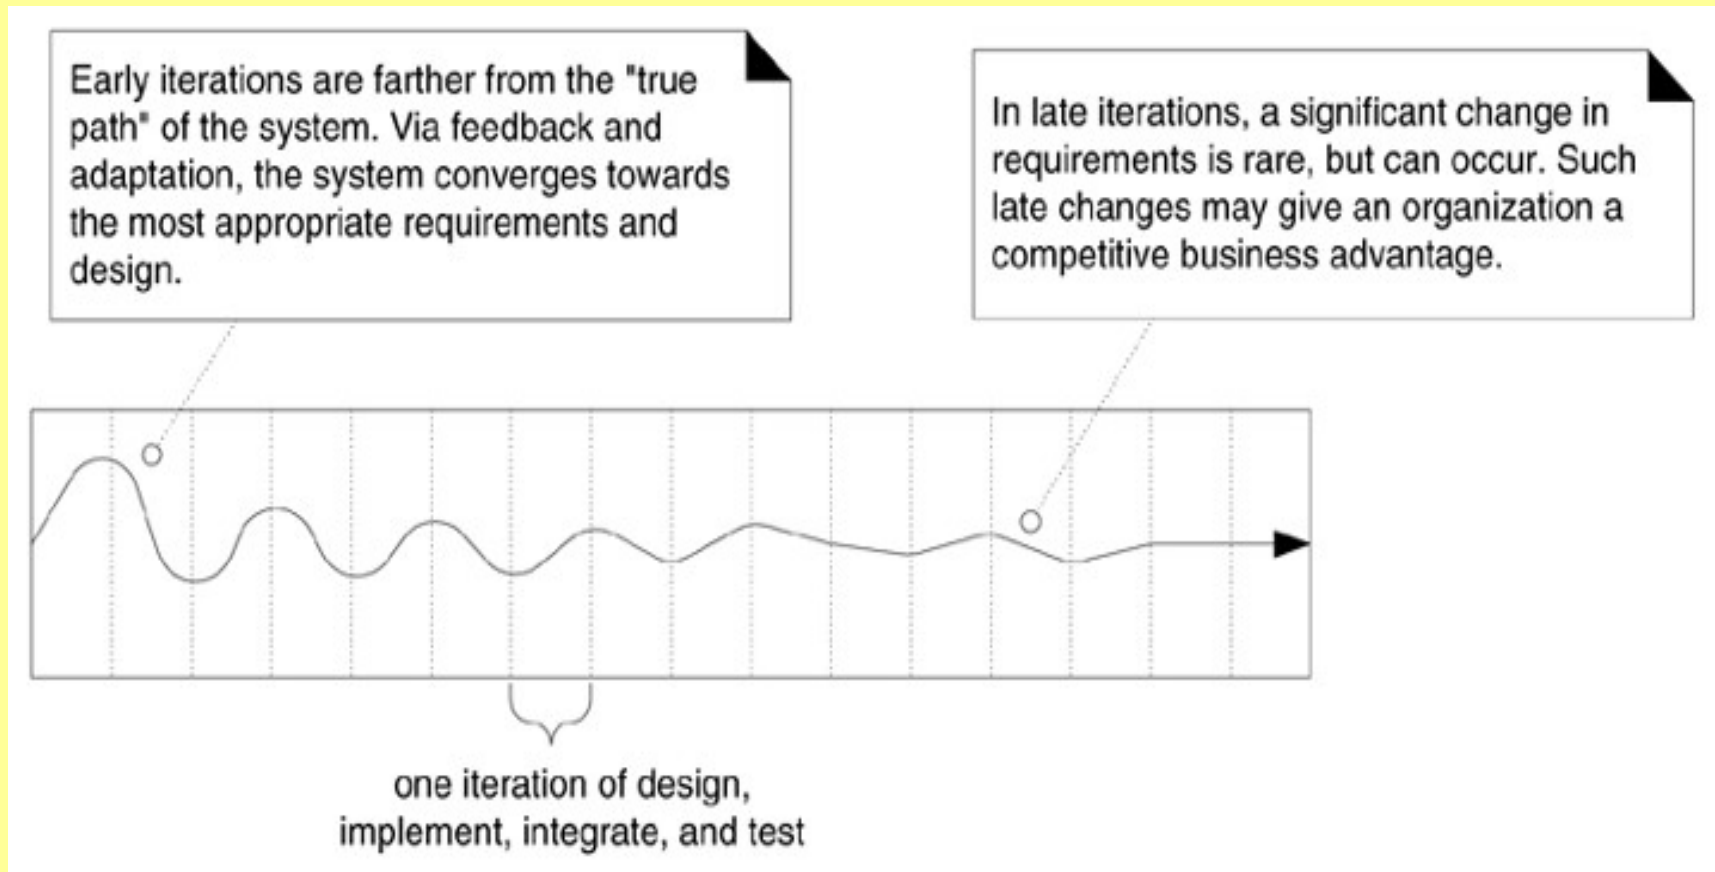 Early iterations are farther from the "true
path" of the system. Via feedback and
adaptation, the system converges towards
the most appropriate requirements and
design.
In late iterations, a significant change in
requirements is rare, but can occur. Such
late changes may give an organization a
competitive business advantage.
one iteration of design,
implement, integrate, and test